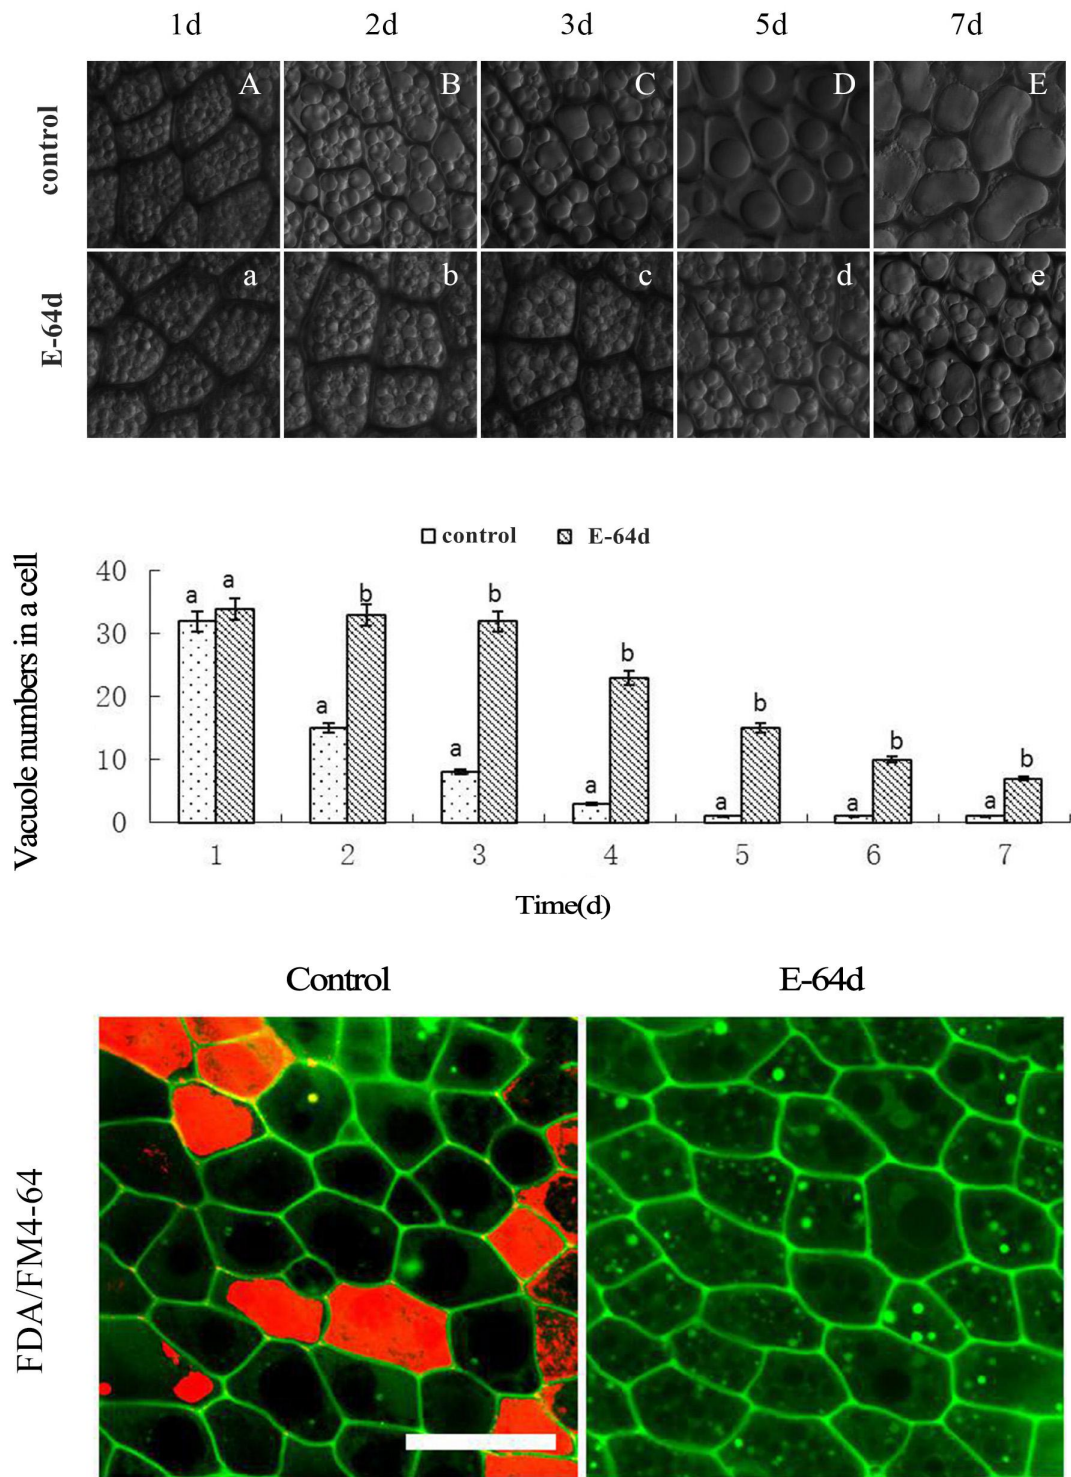 1d 2d 3d 5d 7d
control
A B C D E
E-64d
a b c d e
control E-64d
Vacuole numbers in a cell
40
30
20
10
0
a a a b a b a b a b a b a b
1 2 3 4 5 6 7
Time(d)
Control E-64d
FDA/FM4-64